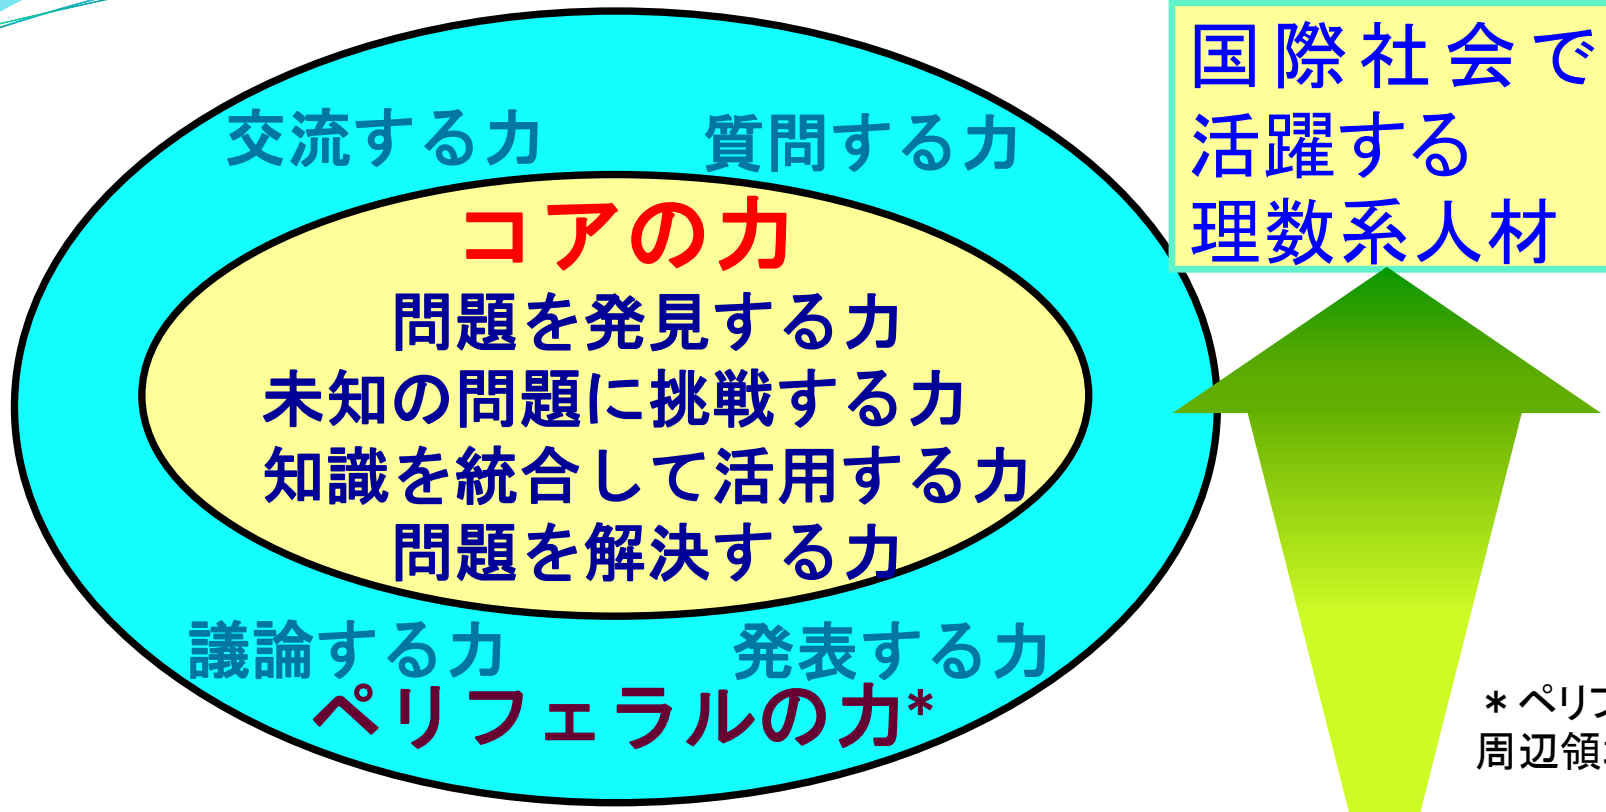 交流する力
質問する力
コアの力
問題を発見する力
未知の問題に挑戦する力
知識を統合して活用する力
問題を解決する力
議論する力
発表する力
ペリフェラルの力*
国際社会で
活躍する
理数系人材
*ペリフ
周辺領